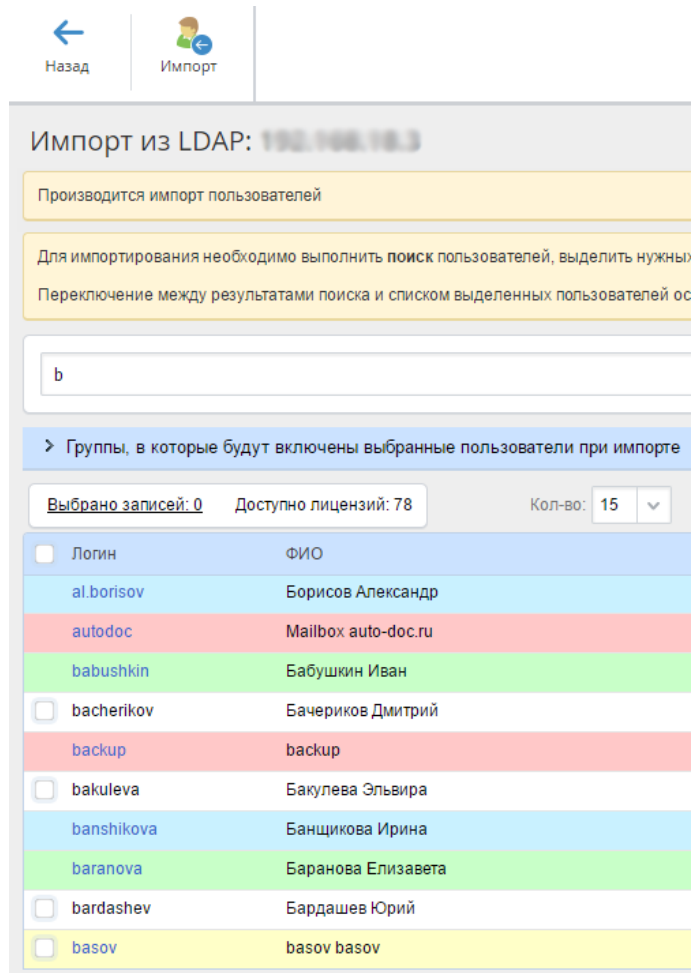 Назад Импорт
Импорт из LDAP:
Производится импорт пользователей
Для импортирования необходимо выполнить поиск пользователей, выделить нужных
Переключение между результатами поиска и списком выделенных пользователей ос
b
Группы, в которые будут включены выбранные пользователи при импорте
Выбрано записей: 0 Доступно лицензий: 78 Кол-во: 15
Логин ФИО
al.borisov Борисов Александр
autodoc Mailbox auto-doc.ru
babushkin Бабушкин Иван
bacherikov Бачериков Дмитрий
backup backup
bakuleva Бакулева Эльвира
banshikova Банщикова Ирина
baranova Баранова Елизавета
bardashev Бардашев Юрий
basov basov basov